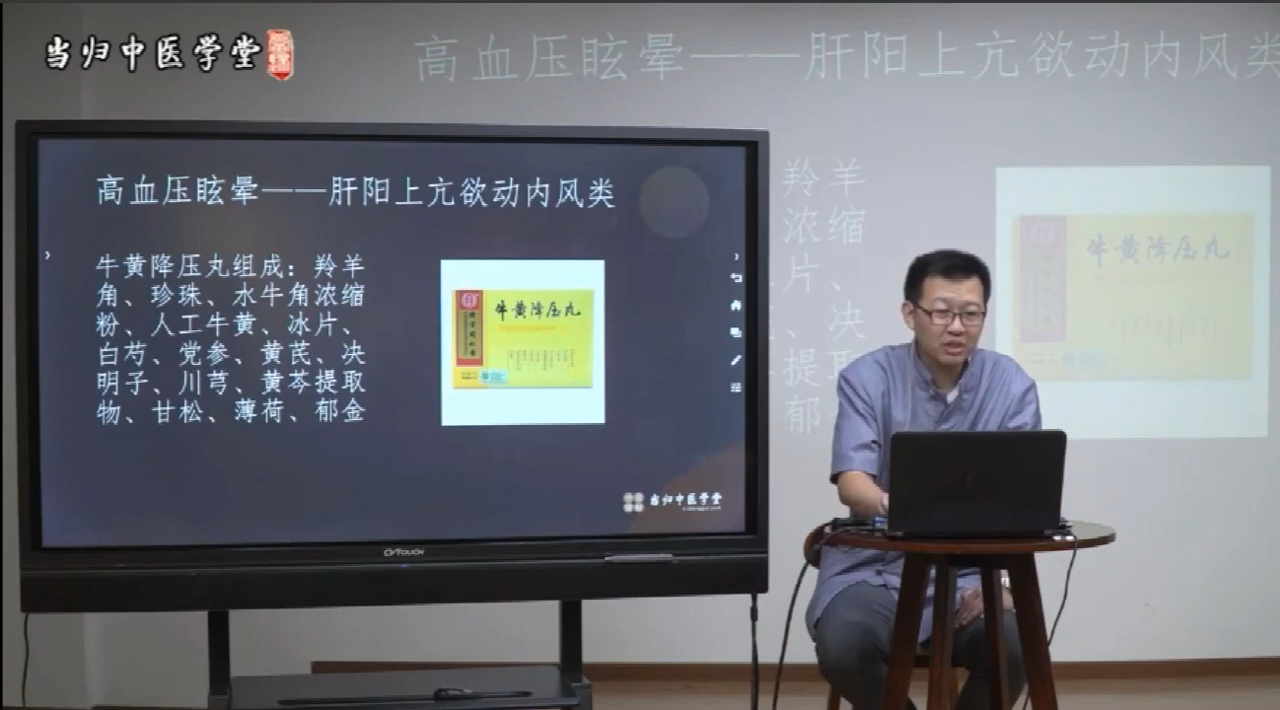 当归中医学堂
高血压眩晕——肝阳上亢欲动内风类
高血压眩晕——肝阳上亢欲动内风类
牛黄降压丸组成：羚羊
角、珍珠、水牛角浓缩
粉、人工牛黄、冰片、
白芍、党参、黄芪、决
明子、川芎、黄芩提取
物、甘松、薄荷、郁金
牛黄降压丸
当归中医学堂
CVTOUCH
羚羊
浓缩
片、
、决
提取
郁
牛黄降压丸